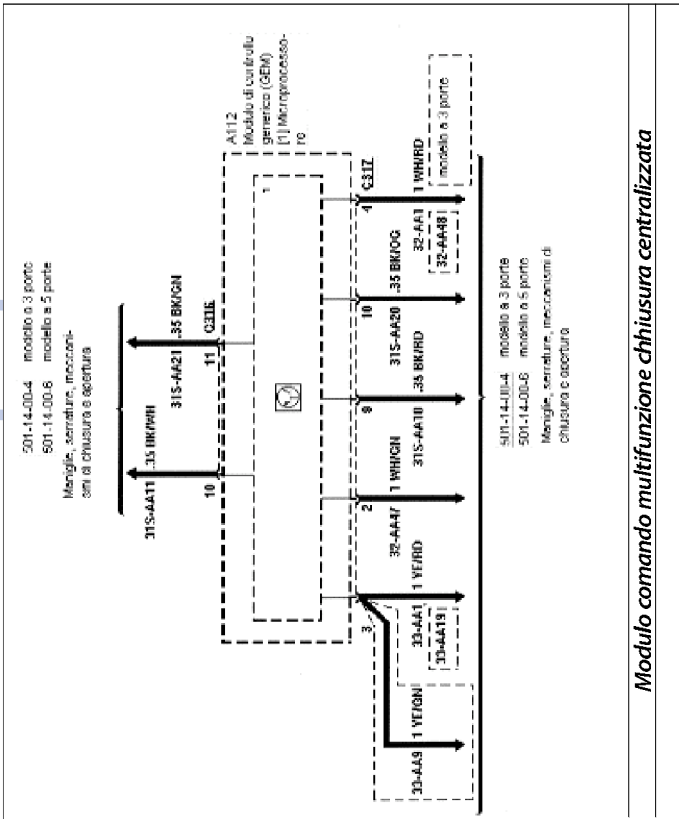 501-14-00-4 modello a 3 porte
501-14-00-6 modello a 5 porte
Maniglie, serrature, meccani-
smi di chiusura e apertura
31S-AA11 .35 BK/WH
31S-AA21 .35 BK/GN
10
11 C316
A112
Modulo di controllo
generico (GEM)
[1] Microprocesso-
re
1
3
2
9
10
4 C317
33-AA9 1 YE/GN
33-AA1 1 YE/RD
33-AA19
32-AA47 1 WH/GN
31S-AA10 .35 BK/RD
31S-AA20 .35 BK/OG
32-AA1 1 WH/RD
32-AA48
modello a 3 porte
501-14-00-4 modello a 3 porte
501-14-00-6 modello a 5 porte
Maniglie, serrature, meccanismi di
chiusura e apertura
Modulo comando multifunzione chhiusura centralizzata